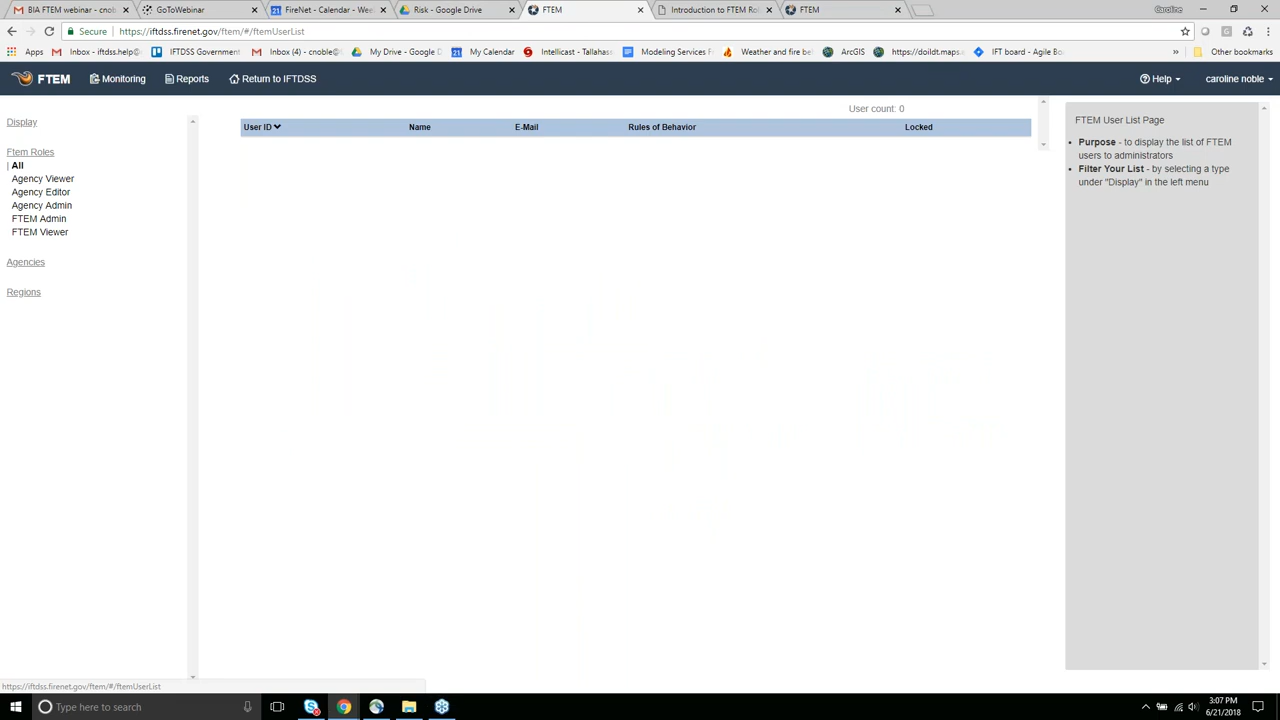 BIA FTEM webinar - cnob
GoToWebinar
FireNet - Calendar - Wee
Risk - Google Drive
FTEM
Introduction to FTEM Ro
FTEM
Caroline
Secure
https://iftdss.firenet.gov/ftem/#/ftemUserList
Apps
Inbox - iftdss.help@
IFTDSS Government
Inbox (4) - cnoble@
My Drive - Google D
My Calendar
Intellicast - Tallahass
Modeling Services F
Weather and fire be
ArcGIS
https://doildt.maps.a
IFT board - Agile Bo
»
Other bookmarks
FTEM
Monitoring
Reports
Return to IFTDSS
Help
caroline noble
Display
Ftem Roles
All
Agency Viewer
Agency Editor
Agency Admin
FTEM Admin
FTEM Viewer
Agencies
Regions
User count: 0
User ID
Name
E-Mail
Rules of Behavior
Locked
FTEM User List Page
• Purpose - to display the list of FTEM
users to administrators
• Filter Your List - by selecting a type
under "Display" in the left menu
https://iftdss.firenet.gov/ftem/#/ftemUserList
Type here to search
3:07 PM
6/21/2018